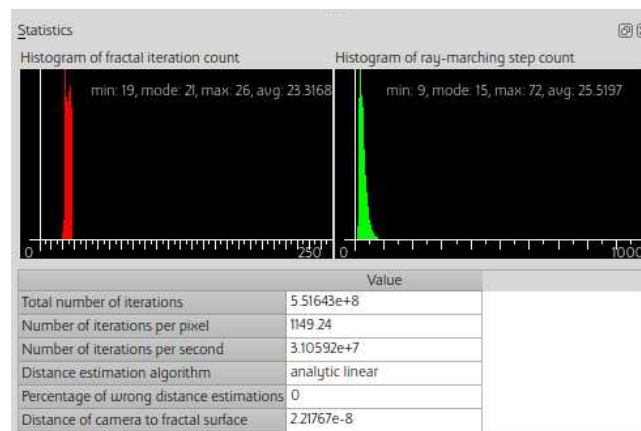 Statistics
Histogram of fractal iteration count
Histogram of ray-marching step count
min: 19, mode: 21, max: 26, avg: 23.3168
min: 9, mode: 15, max: 72, avg: 25.5197
0
250
0
1000
Value
Total number of iterations 5.51643e+8
Number of iterations per pixel 1149.24
Number of iterations per second 3.10592e+7
Distance estimation algorithm analytic linear
Percentage of wrong distance estimations 0
Distance of camera to fractal surface 2.21767e-8